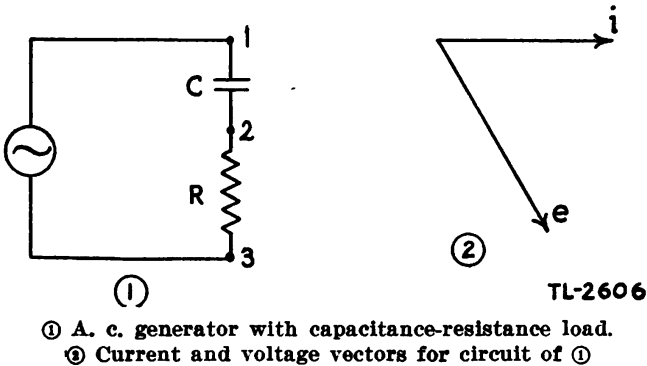 1
C
2
R
3
①
i
e
②
TL-2606
① A. c. generator with capacitance-resistance load.
② Current and voltage vectors for circuit of ①